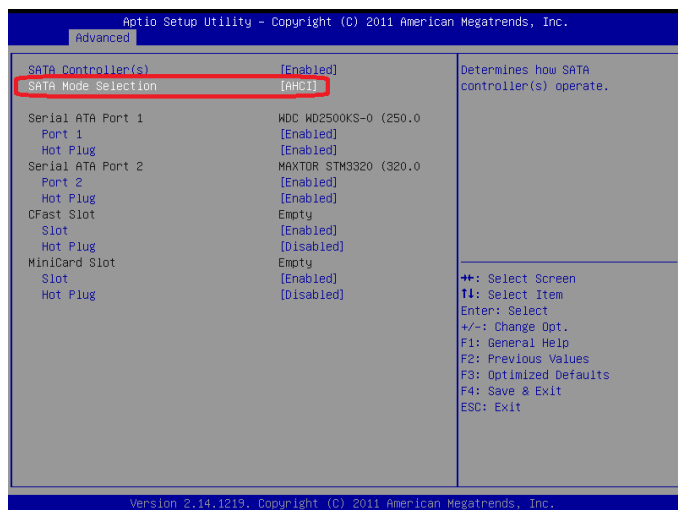 Aptio Setup Utility – Copyright (C) 2011 American Megatrends, Inc.
Advanced
SATA Controller(s) [Enabled]
SATA Mode Selection [AHCI]
Serial ATA Port 1 WDC WD2500KS-0 (250.0
Port 1 [Enabled]
Hot Plug [Enabled]
Serial ATA Port 2 MAXTOR STM3320 (320.0
Port 2 [Enabled]
Hot Plug [Enabled]
CFast Slot Empty
Slot [Enabled]
Hot Plug [Disabled]
MiniCard Slot Empty
Slot [Enabled]
Hot Plug [Disabled]
Determines how SATA
controller(s) operate.
→←: Select Screen
↑↓: Select Item
Enter: Select
+/-: Change Opt.
F1: General Help
F2: Previous Values
F3: Optimized Defaults
F4: Save & Exit
ESC: Exit
Version 2.14.1219. Copyright (C) 2011 American Megatrends, Inc.